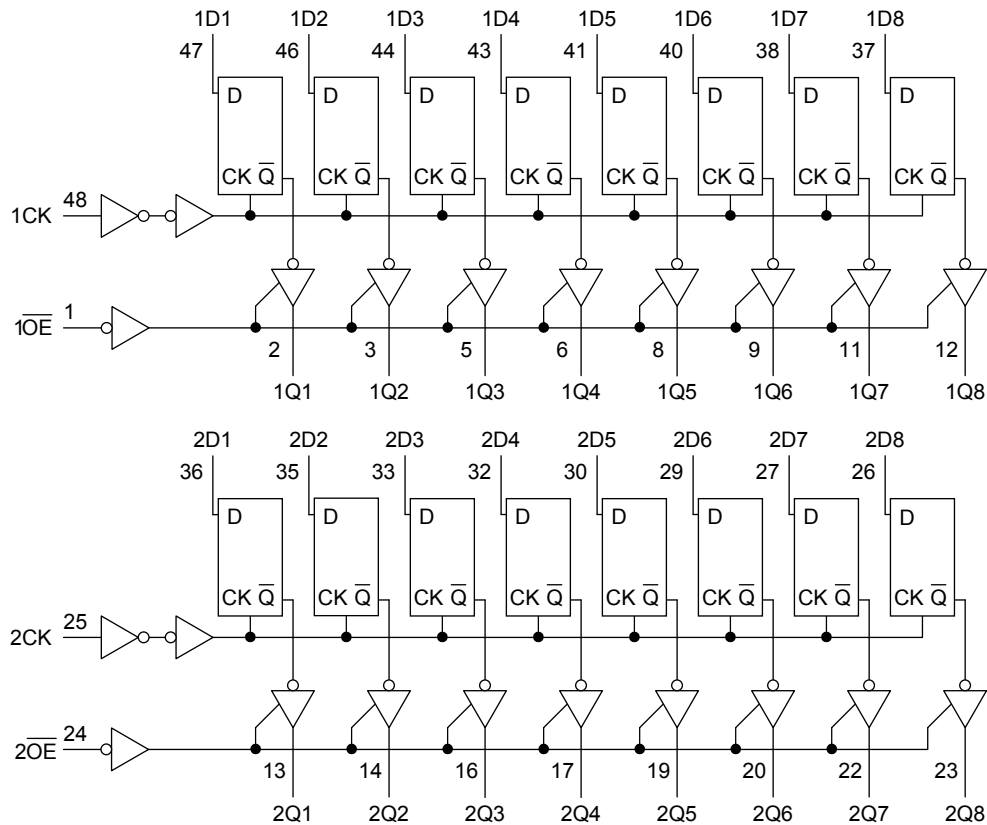 1D1 1D2 1D3 1D4 1D5 1D6 1D7 1D8
47 46 44 43 41 40 38 37
D D D D D D D D
CK Q̅ CK Q̅ CK Q̅ CK Q̅ CK Q̅ CK Q̅ CK Q̅ CK Q̅
1CK 48
1O̅E̅ 1
2 3 5 6 8 9 11 12
1Q1 1Q2 1Q3 1Q4 1Q5 1Q6 1Q7 1Q8
2D1 2D2 2D3 2D4 2D5 2D6 2D7 2D8
36 35 33 32 30 29 27 26
D D D D D D D D
CK Q̅ CK Q̅ CK Q̅ CK Q̅ CK Q̅ CK Q̅ CK Q̅ CK Q̅
2CK 25
2O̅E̅ 24
13 14 16 17 19 20 22 23
2Q1 2Q2 2Q3 2Q4 2Q5 2Q6 2Q7 2Q8